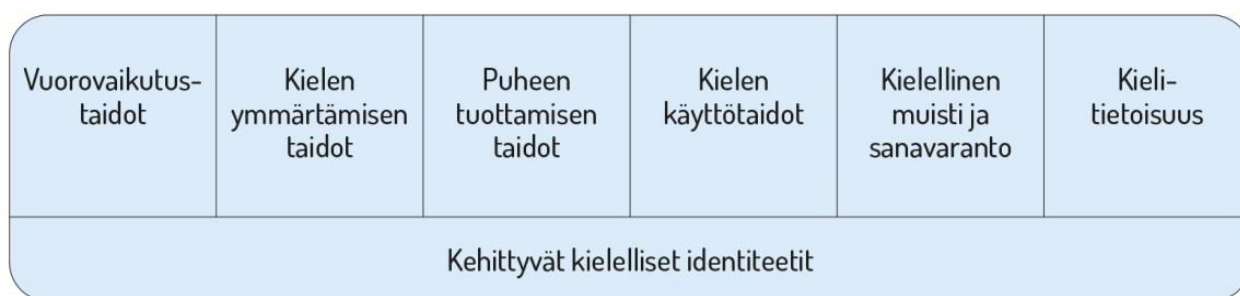 Vuorovaikutus-
taidot
Kielen
ymmärtämisen
taidot
Puheen
tuottamisen
taidot
Kielen
käyttötaidot
Kielellinen
muisti ja
sanavaranto
Kieli-
tietoisuus
Kehittyvät kielelliset identiteetit